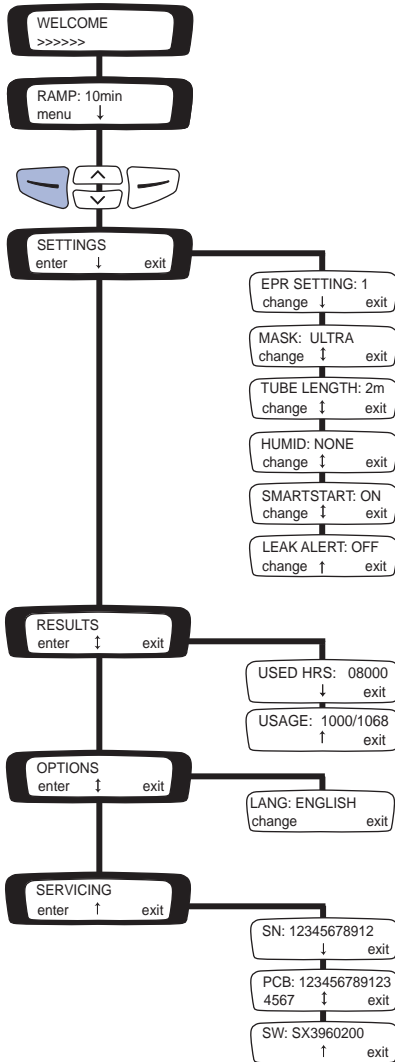 WELCOME
>>>>>>
RAMP: 10min
menu ↓
SETTINGS
enter ↓ exit
EPR SETTING: 1
change ↓ exit
MASK: ULTRA
change ↕ exit
TUBE LENGTH: 2m
change ↕ exit
HUMID: NONE
change ↕ exit
SMARTSTART: ON
change ↕ exit
LEAK ALERT: OFF
change ↑ exit
RESULTS
enter ↕ exit
USED HRS: 08000
↓ exit
USAGE: 1000/1068
↑ exit
OPTIONS
enter ↕ exit
LANG: ENGLISH
change exit
SERVICING
enter ↑ exit
SN: 12345678912
↓ exit
PCB: 123456789123
4567 ↕ exit
SW: SX3960200
↑ exit